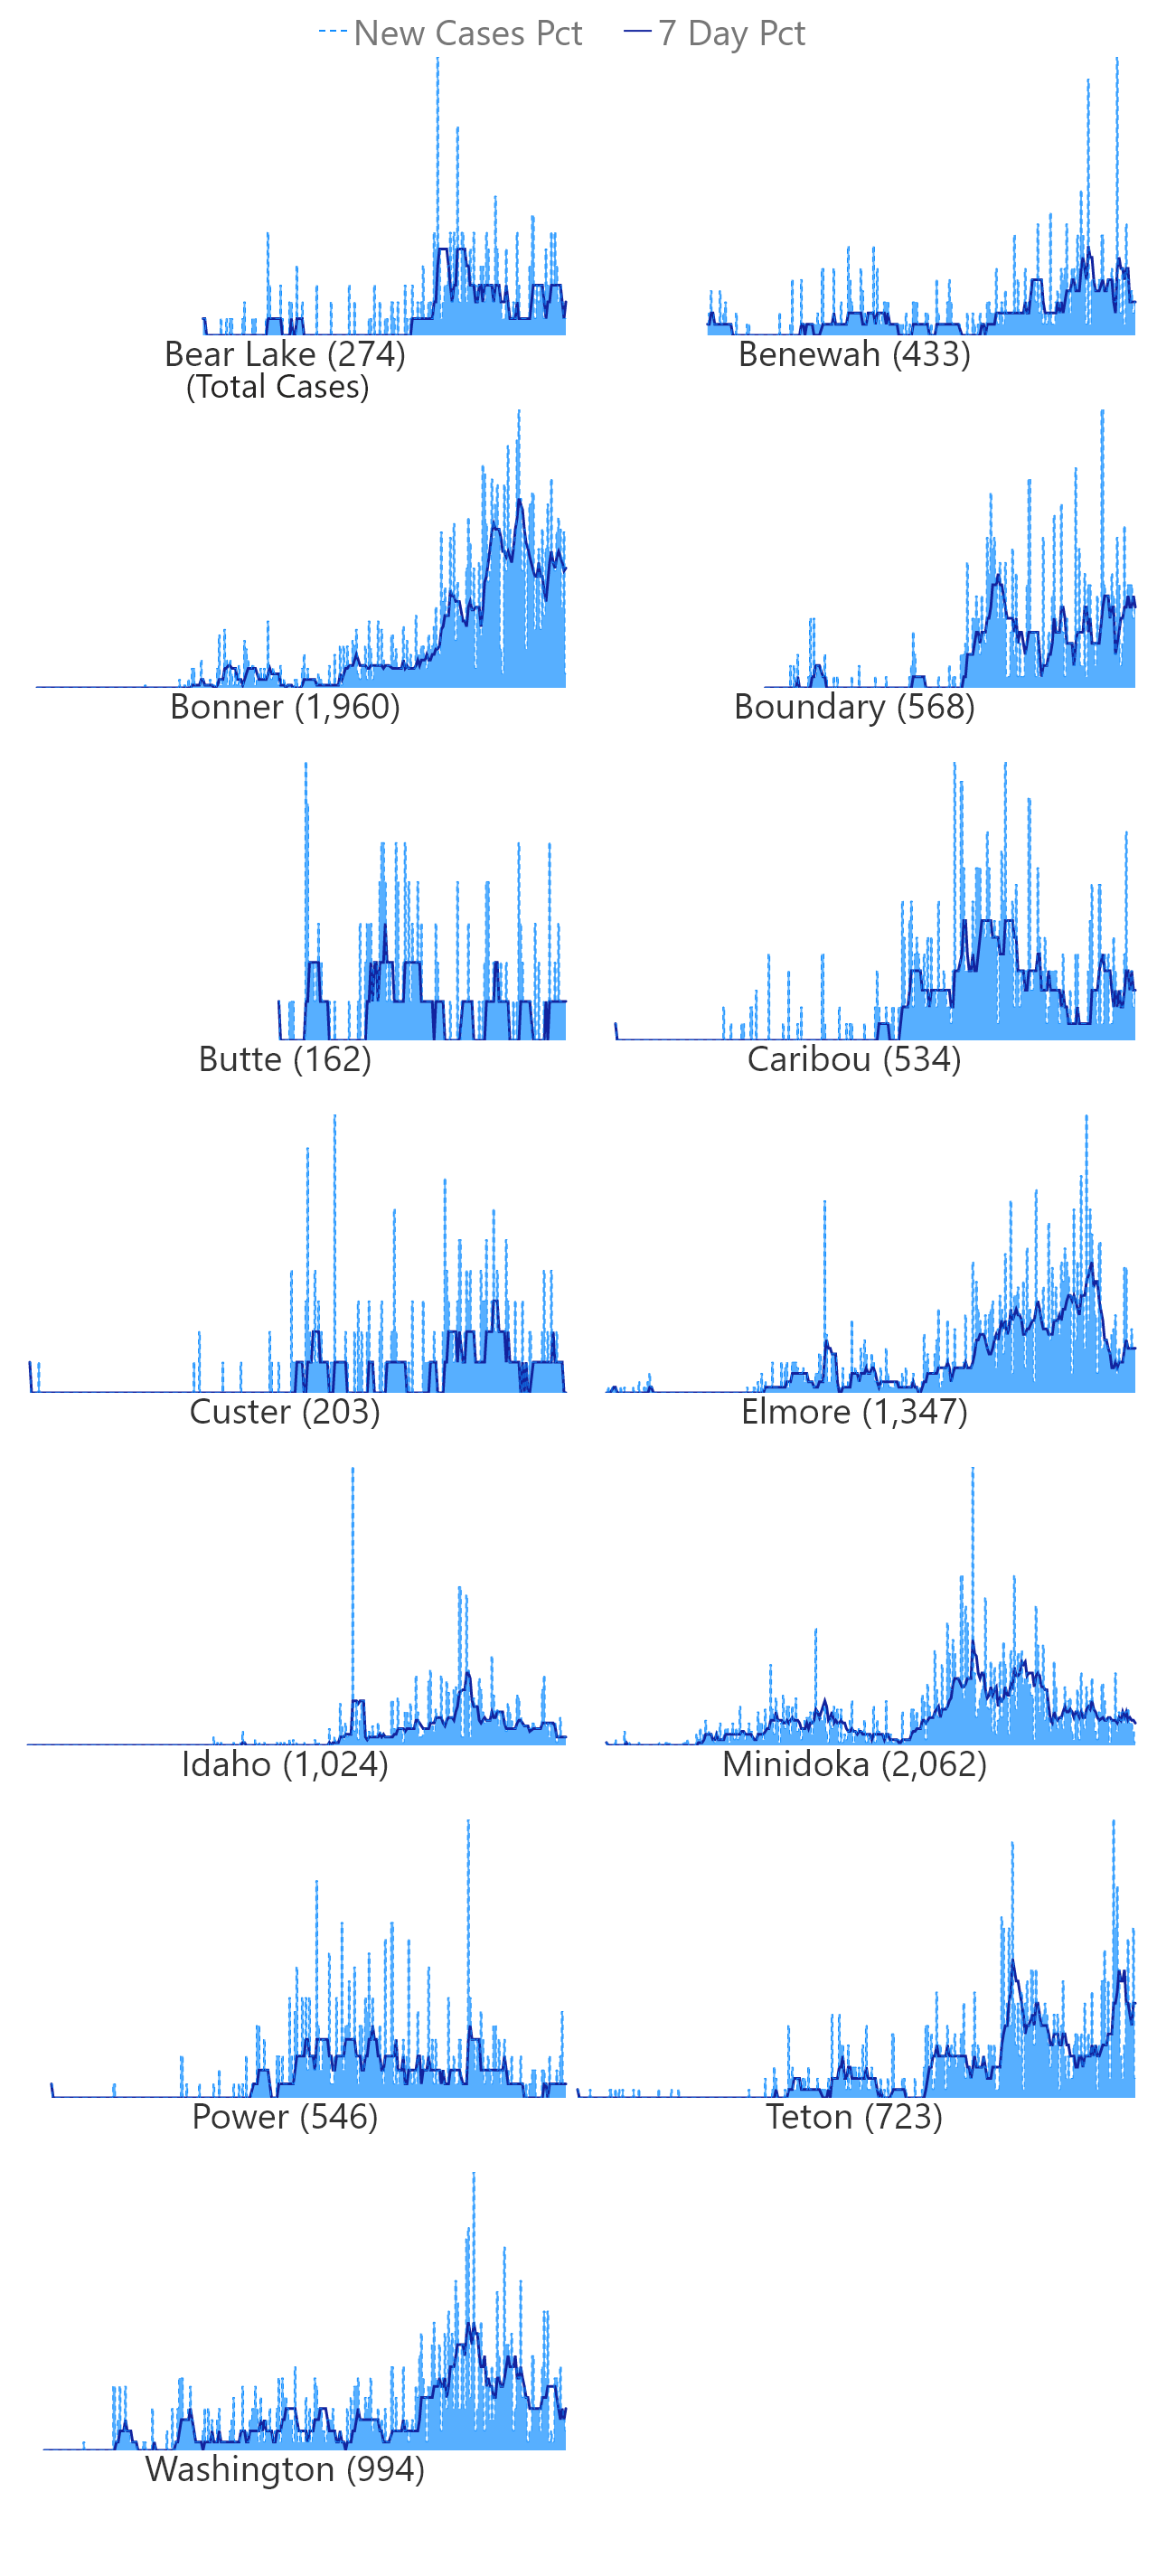 New Cases Pct 7 Day Pct
Bear Lake (274)
(Total Cases)
Benewah (433)
Bonner (1,960)
Boundary (568)
Butte (162)
Caribou (534)
Custer (203)
Elmore (1,347)
Idaho (1,024)
Minidoka (2,062)
Power (546)
Teton (723)
Washington (994)